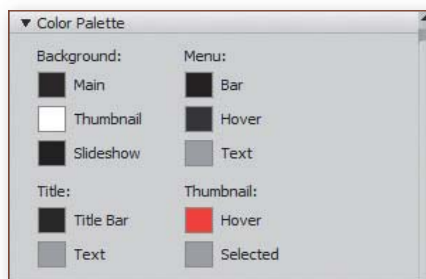 ▼ Color Palette
Background: Menu:
Main Bar
Thumbnail Hover
Slideshow Text
Title: Thumbnail:
Title Bar Hover
Text Selected